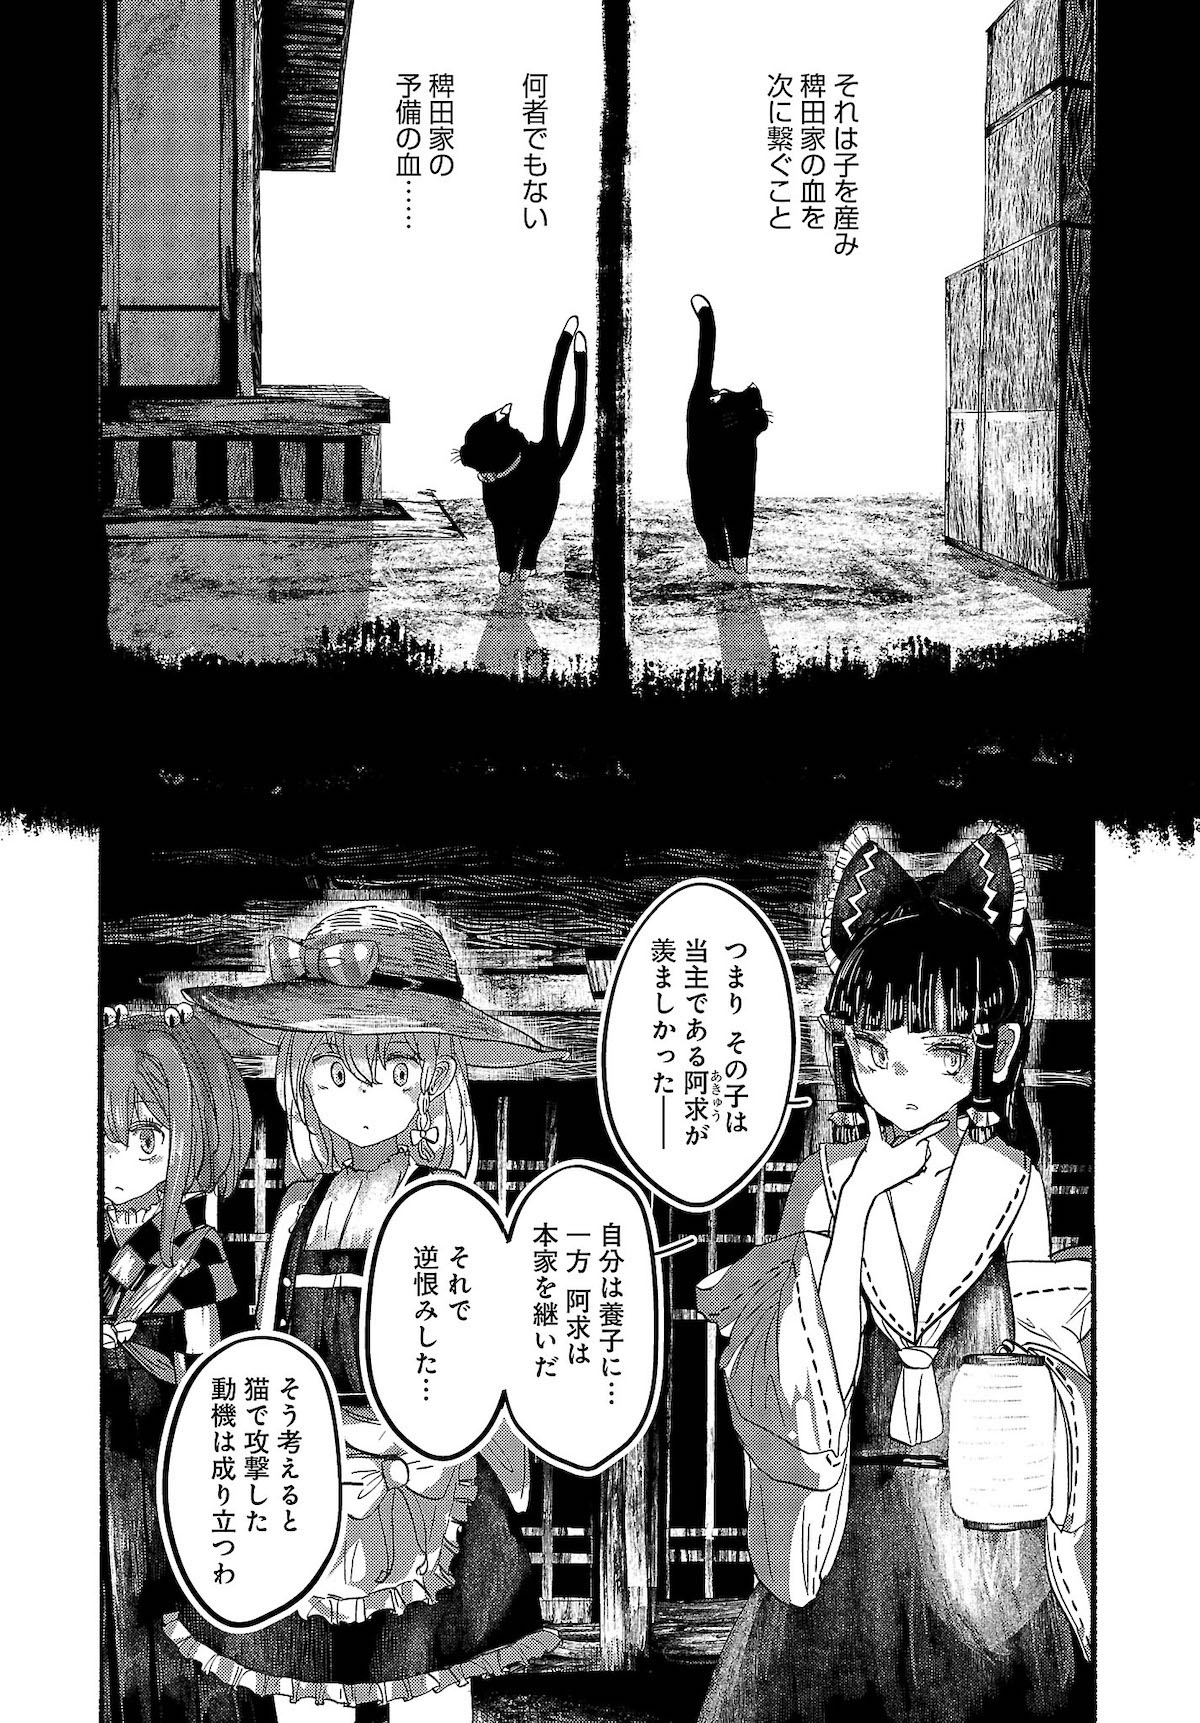 それは子を産み
稗田家の血を
次に繋ぐこと
何者でもない
稗田家の
予備の血……
つまり その子は
当主である阿求が
あきゅう
羨ましかった――
自分は養子に…
一方 阿求は
本家を継いだ
それで
逆恨みした…
そう考えると
猫で攻撃した
動機は成り立つわ